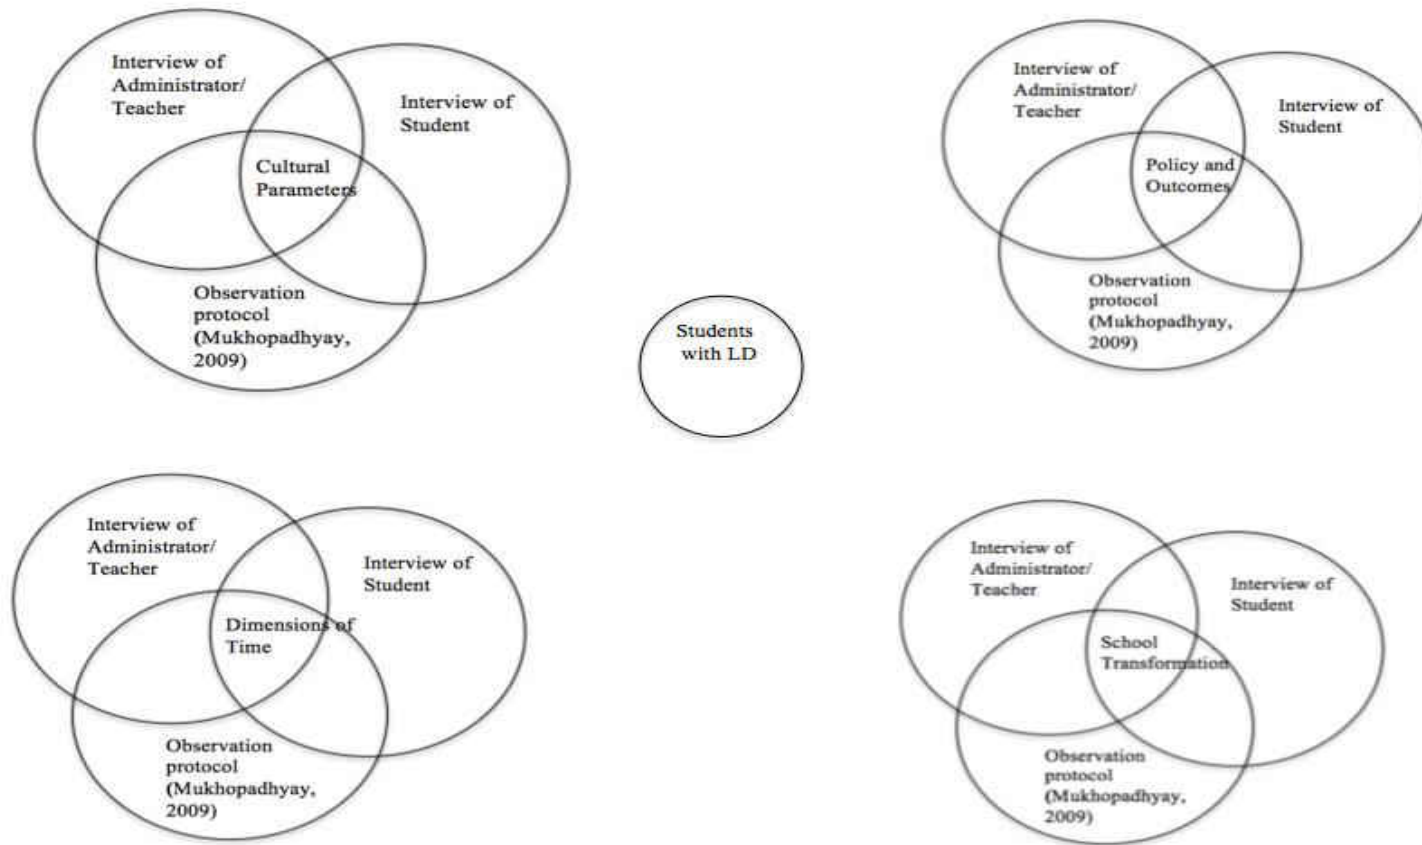 Interview of
Administrator/
Teacher
Interview of
Student
Cultural
Parameters
Observation
protocol
(Mukhopadhyay,
2009)
Interview of
Administrator/
Teacher
Interview of
Student
Policy and
Outcomes
Observation
protocol
(Mukhopadhyay,
2009)
Students
with LD
Interview of
Administrator/
Teacher
Interview of
Student
Dimensions of
Time
Observation
protocol
(Mukhopadhyay,
2009)
Interview of
Administrator/
Teacher
Interview of
Student
School
Transformation
Observation
protocol
(Mukhopadhyay,
2009)